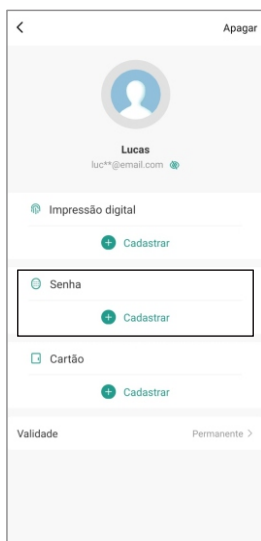 Apagar
Lucas
luc**@email.com
Impressão digital
Cadastrar
Senha
Cadastrar
Cartão
Cadastrar
Validade Permanente >